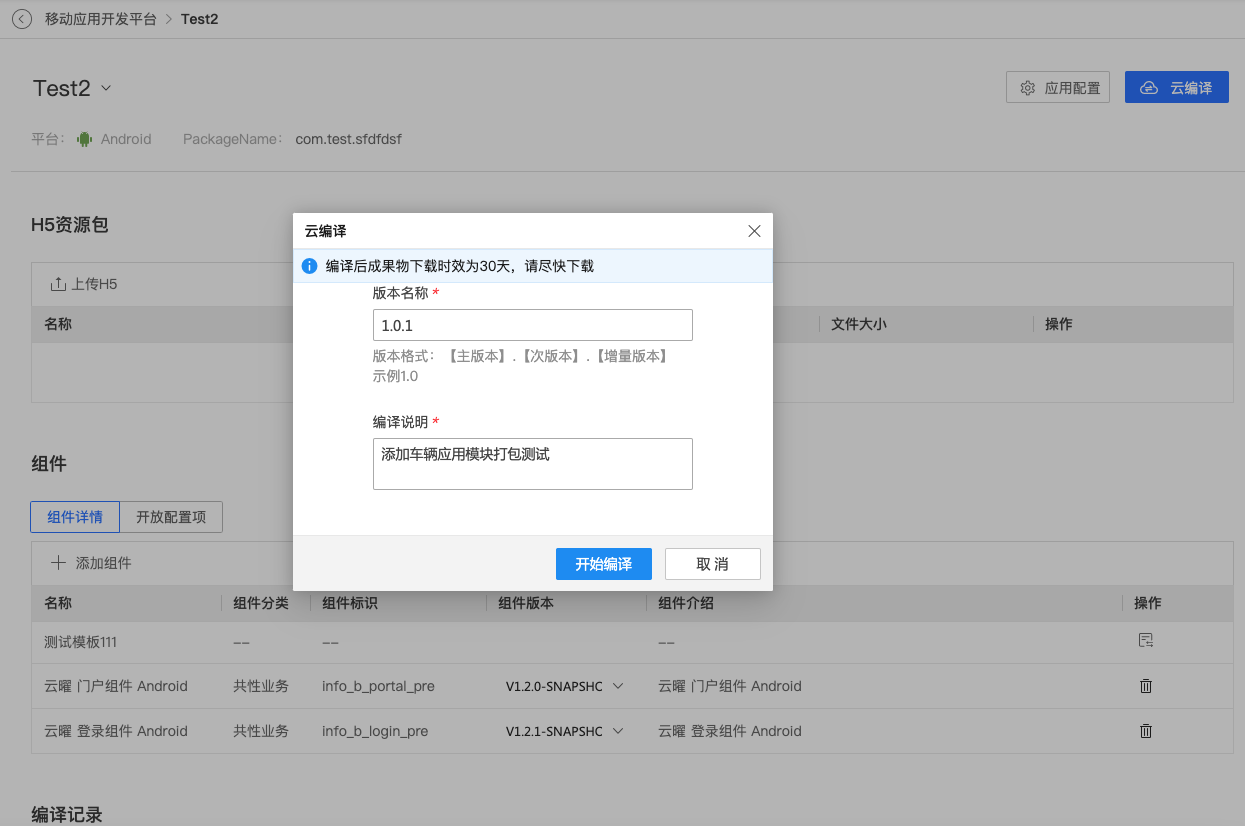 移动应用开发平台 > Test2
Test2
应用配置
云编译
平台： Android PackageName： com.test.sfdfdsf
H5资源包
上传H5
名称 文件大小 操作
云编译
编译后成果物下载时效为30天，请尽快下载
版本名称 *
1.0.1
版本格式：【主版本】.【次版本】.【增量版本】
示例1.0
编译说明 *
添加车辆应用模块打包测试
开始编译 取 消
组件
组件详情 开放配置项
添加组件
名称 组件分类 组件标识 组件版本 组件介绍 操作
测试模板111 -- -- --
云曜 门户组件 Android 共性业务 info_b_portal_pre V1.2.0-SNAPSHC 云曜 门户组件 Android
云曜 登录组件 Android 共性业务 info_b_login_pre V1.2.1-SNAPSHC 云曜 登录组件 Android
编译记录